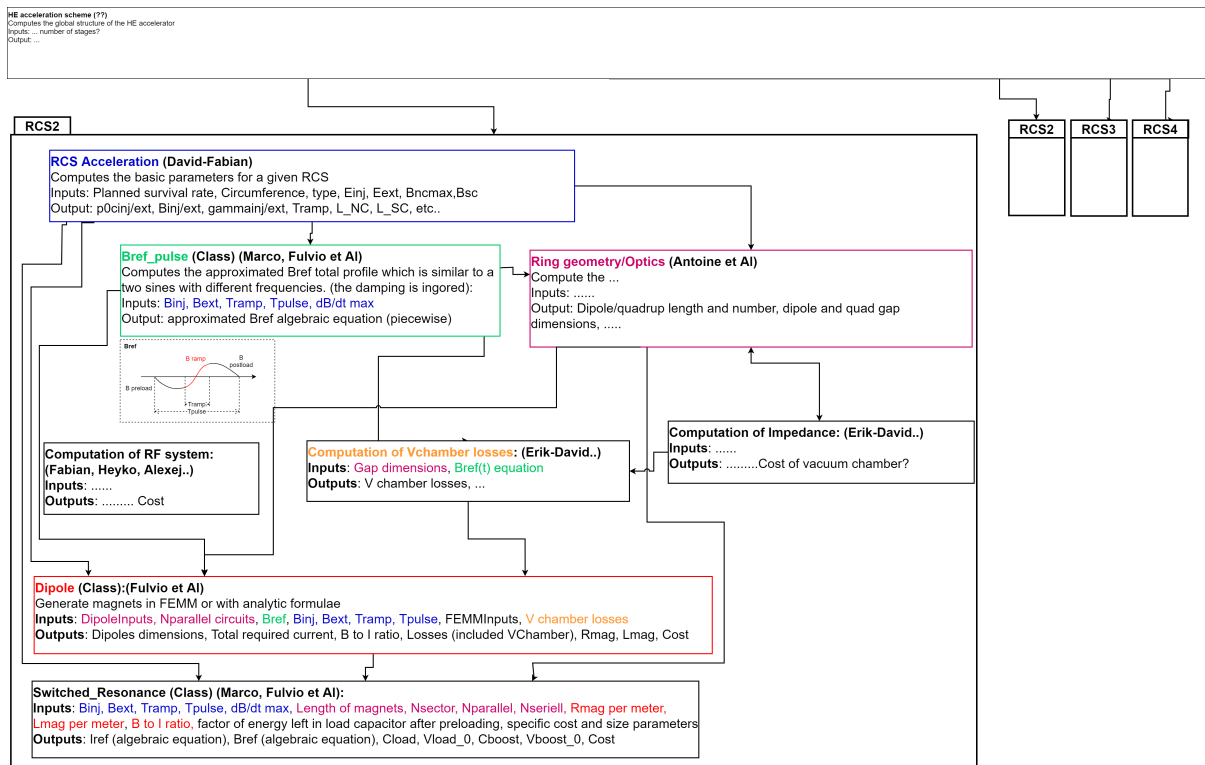 HE acceleration scheme (??)
Computes the global structure of the HE accelerator
Inputs: ... number of stages?
Output: ...
RCS2
RCS2
RCS3
RCS4
RCS Acceleration (David-Fabian)
Computes the basic parameters for a given RCS
Inputs: Planned survival rate, Circumference, type, Einj, Eext, Bncmax,Bsc
Output: p0cinj/ext, Binj/ext, gammainj/ext, Tramp, L_NC, L_SC, etc..
Bref_pulse (Class) (Marco, Fulvio et Al)
Computes the approximated Bref total profile which is similar to a
two sines with different frequencies. (the damping is ingored):
Inputs: Binj, Bext, Tramp, Tpulse, dB/dt max
Output: approximated Bref algebraic equation (piecewise)
Ring geometry/Optics (Antoine et Al)
Compute the ...
Inputs: ......
Output: Dipole/quadrup length and number, dipole and quad gap
dimensions, .....
Bref
B ramp
B
postload
B preload
Tramp
Tpulse
Computation of RF system:
(Fabian, Heyko, Alexej..)
Inputs: ......
Outputs: ......... Cost
Computation of Vchamber losses: (Erik-David..)
Inputs: Gap dimensions, Bref(t) equation
Outputs: V chamber losses, ...
Computation of Impedance: (Erik-David..)
Inputs: ......
Outputs: .........Cost of vacuum chamber?
Dipole (Class):(Fulvio et Al)
Generate magnets in FEMM or with analytic formulae
Inputs: DipoleInputs, Nparallel circuits, Bref, Binj, Bext, Tramp, Tpulse, FEMMInputs, V chamber losses
Outputs: Dipoles dimensions, Total required current, B to I ratio, Losses (included VChamber), Rmag, Lmag, Cost
Switched_Resonance (Class) (Marco, Fulvio et Al):
Inputs: Binj, Bext, Tramp, Tpulse, dB/dt max, Length of magnets, Nsector, Nparallel, Nseriell, Rmag per meter,
Lmag per meter, B to I ratio, factor of energy left in load capacitor after preloading, specific cost and size parameters
Outputs: Iref (algebraic equation), Bref (algebraic equation), Cload, Vload_0, Cboost, Vboost_0, Cost